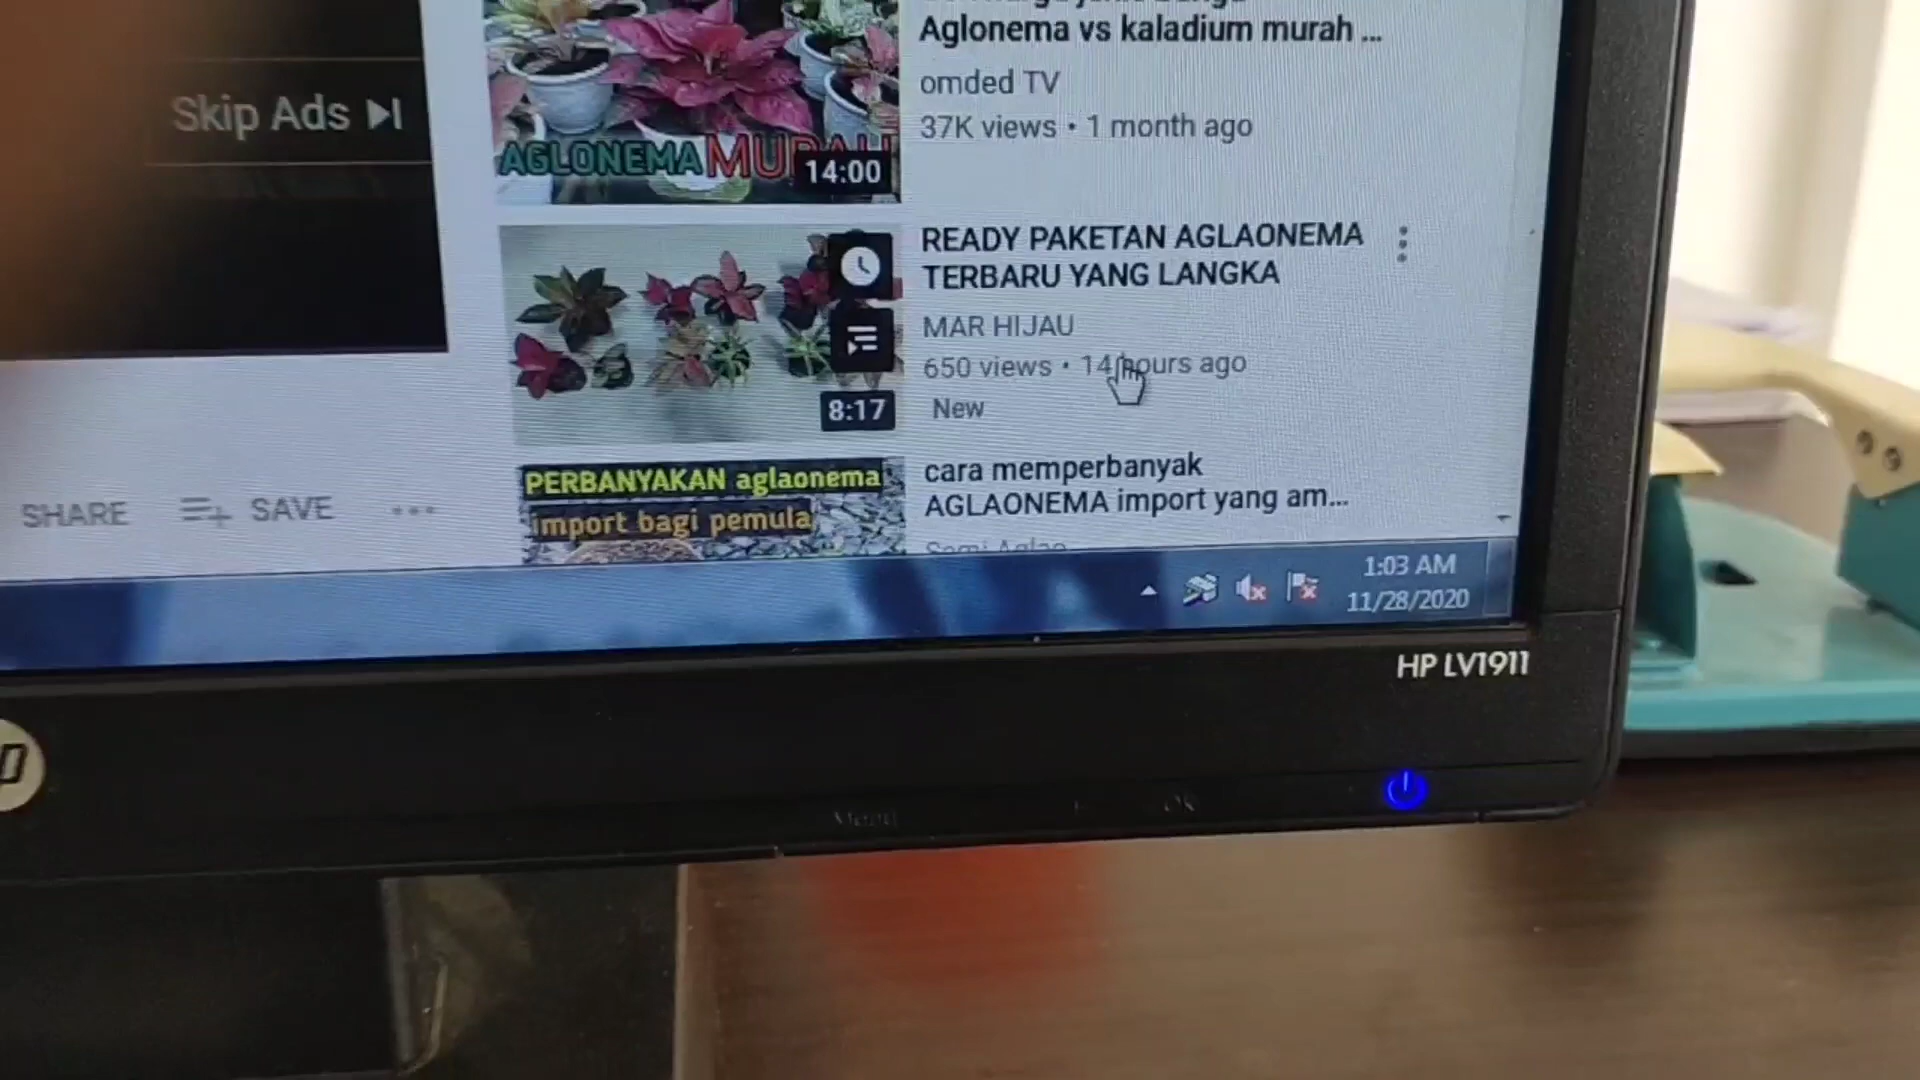 Aglonema vs kaladium murah ...
omded TV
37K views • 1 month ago
Skip Ads
AGLONEMA
14:00
READY PAKETAN AGLAONEMA
TERBARU YANG LANGKA
MAR HIJAU
650 views • 14 hours ago
8:17
New
PERBANYAKAN aglaonema
import bagi pemula
cara memperbanyak
AGLAONEMA import yang am...
SHARE
SAVE
1:03 AM
11/28/2020
HP LV1911
Menu
OK